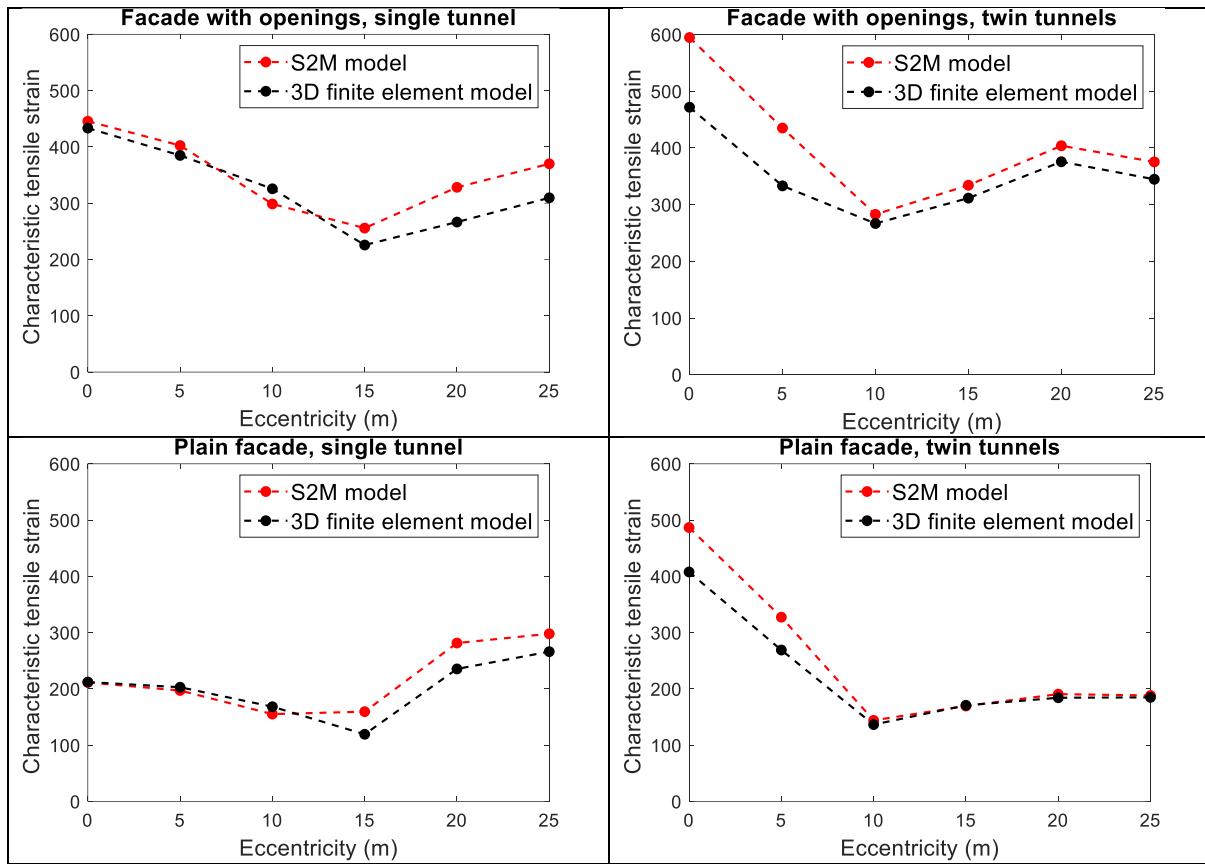 Facade with openings, single tunnel
600
500
400
300
200
100
0
Characteristic tensile strain
S2M model
3D finite element model
0 5 10 15 20 25
Eccentricity (m)
Facade with openings, twin tunnels
600
500
400
300
200
100
0
Characteristic tensile strain
S2M model
3D finite element model
0 5 10 15 20 25
Eccentricity (m)
Plain facade, single tunnel
600
500
400
300
200
100
0
Characteristic tensile strain
S2M model
3D finite element model
0 5 10 15 20 25
Eccentricity (m)
Plain facade, twin tunnels
600
500
400
300
200
100
0
Characteristic tensile strain
S2M model
3D finite element model
0 5 10 15 20 25
Eccentricity (m)